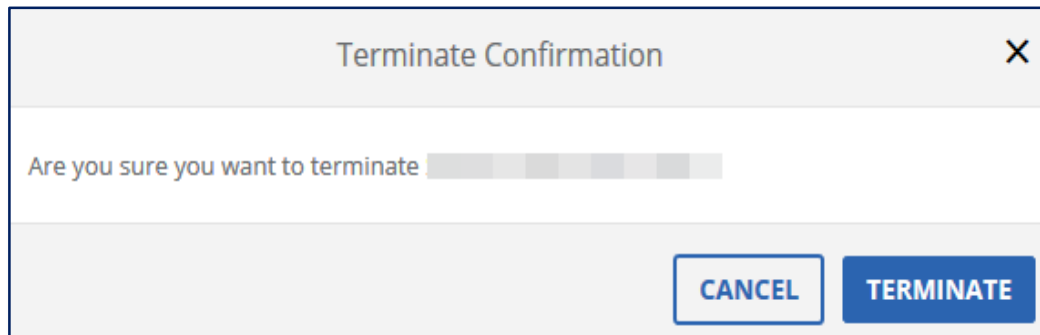 Terminate Confirmation
Are you sure you want to terminate
CANCEL
TERMINATE